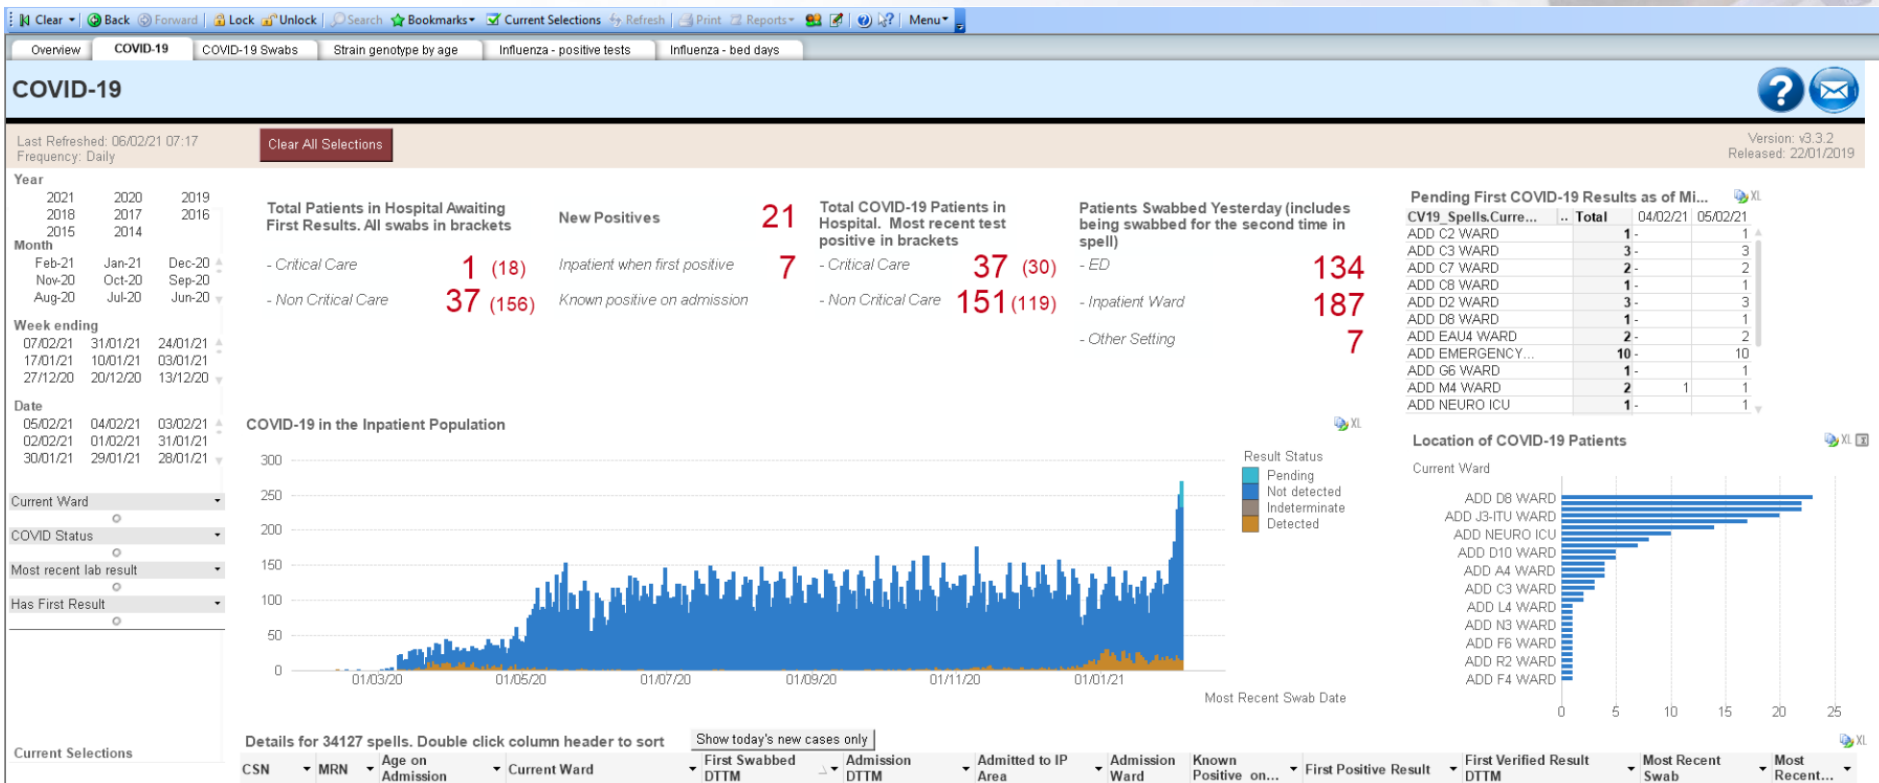 Clear Back Forward Lock Unlock Search Bookmarks Current Selections Refresh Print Reports Menu
Overview COVID-19 COVID-19 Swabs Strain genotype by age Influenza - positive tests Influenza - bed days
COVID-19
Last Refreshed: 06/02/21 07:17
Frequency: Daily
Clear All Selections
Version: v3.3.2
Released: 22/01/2019
Year
2021 2020 2019
2018 2017 2016
2015 2014
Month
Feb-21 Jan-21 Dec-20
Nov-20 Oct-20 Sep-20
Aug-20 Jul-20 Jun-20
Week ending
07/02/21 31/01/21 24/01/21
17/01/21 10/01/21 03/01/21
27/12/20 20/12/20 13/12/20
Date
05/02/21 04/02/21 03/02/21
02/02/21 01/02/21 31/01/21
30/01/21 29/01/21 28/01/21
Current Ward
COVID Status
Most recent lab result
Has First Result
Current Selections
Total Patients in Hospital Awaiting
First Results. All swabs in brackets
- Critical Care 1 (18)
- Non Critical Care 37 (156)
New Positives 21
Inpatient when first positive 7
Known positive on admission
Total COVID-19 Patients in
Hospital. Most recent test
positive in brackets
- Critical Care 37 (30)
- Non Critical Care 151 (119)
Patients Swabbed Yesterday (includes
being swabbed for the second time in
spell)
- ED 134
- Inpatient Ward 187
- Other Setting 7
Pending First COVID-19 Results as of Mi... XL
CV19_Spells.Curre... .. Total 04/02/21 05/02/21
ADD C2 WARD 1 - 1
ADD C3 WARD 3 - 3
ADD C7 WARD 2 - 2
ADD C8 WARD 1 - 1
ADD D2 WARD 3 - 3
ADD D8 WARD 1 - 1
ADD EAU4 WARD 2 - 2
ADD EMERGENCY... 10 - 10
ADD G6 WARD 1 - 1
ADD M4 WARD 2 1 1
ADD NEURO ICU 1 - 1
COVID-19 in the Inpatient Population XL
300
250
200
150
100
50
0
01/03/20 01/05/20 01/07/20 01/09/20 01/11/20 01/01/21
Most Recent Swab Date
Result Status
Pending
Not detected
Indeterminate
Detected
Location of COVID-19 Patients XL
Current Ward
ADD D8 WARD
ADD J3-ITU WARD
ADD NEURO ICU
ADD D10 WARD
ADD A4 WARD
ADD C3 WARD
ADD L4 WARD
ADD N3 WARD
ADD F6 WARD
ADD R2 WARD
ADD F4 WARD
0 5 10 15 20 25
Details for 34127 spells. Double click column header to sort Show today's new cases only XL
CSN MRN Age on Admission Current Ward First Swabbed DTTM Admission DTTM Admitted to IP Area Admission Ward Known Positive on... First Positive Result First Verified Result DTTM Most Recent Swab Most Recent...